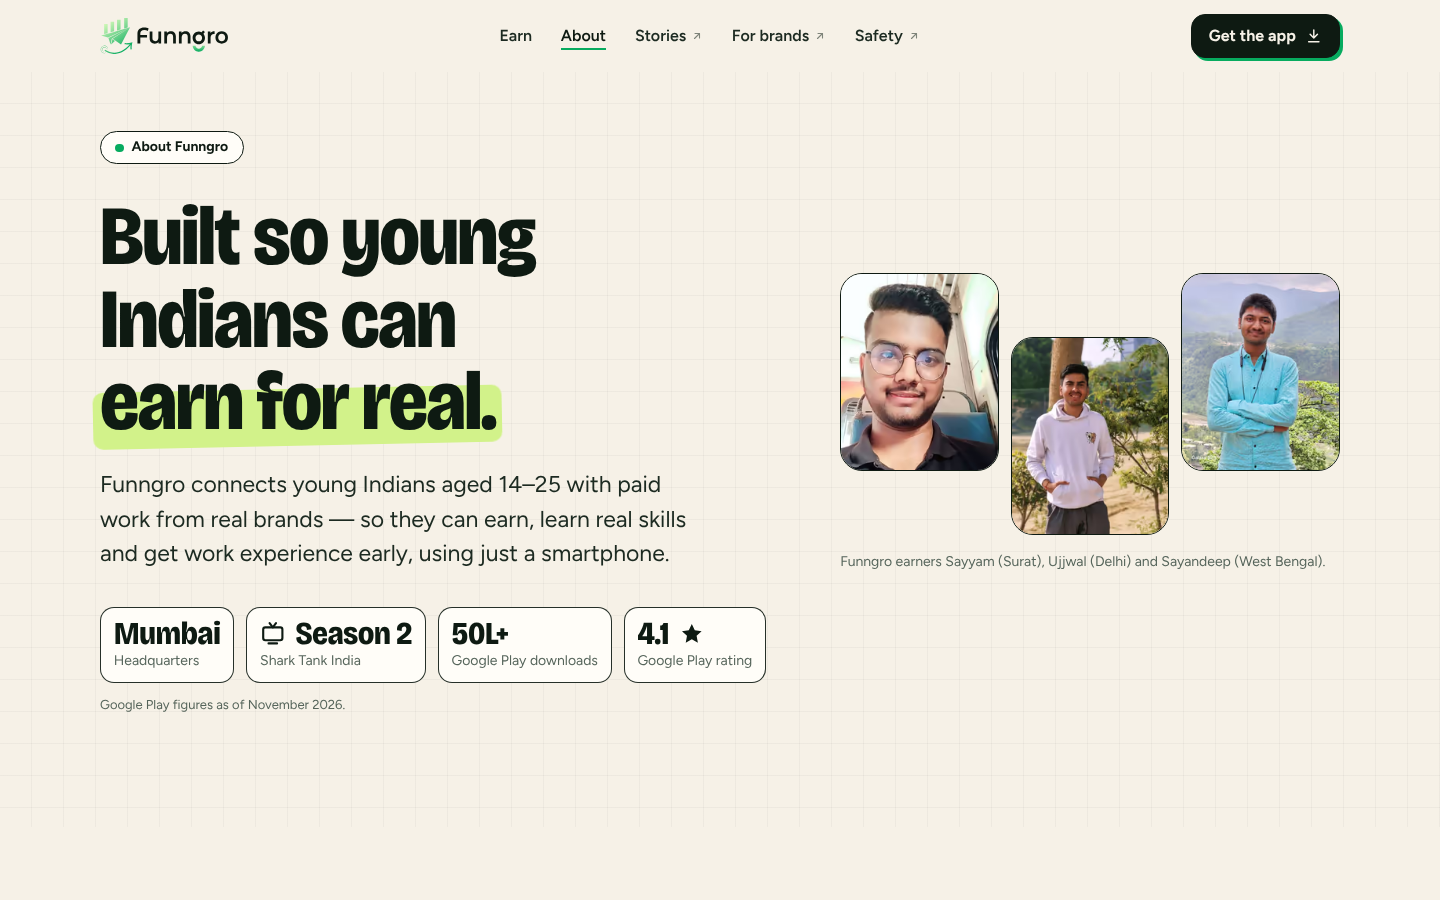 Funngro
Earn
About
Stories
For brands
Safety
Get the app
About Funngro
Built so young
Indians can
earn for real.
Funngro connects young Indians aged 14–25 with paid
work from real brands — so they can earn, learn real skills
and get work experience early, using just a smartphone.
Funngro earners Sayyam (Surat), Ujjwal (Delhi) and Sayandeep (West Bengal).
Mumbai
Headquarters
Season 2
Shark Tank India
50L+
Google Play downloads
4.1
Google Play rating
Google Play figures as of November 2026.